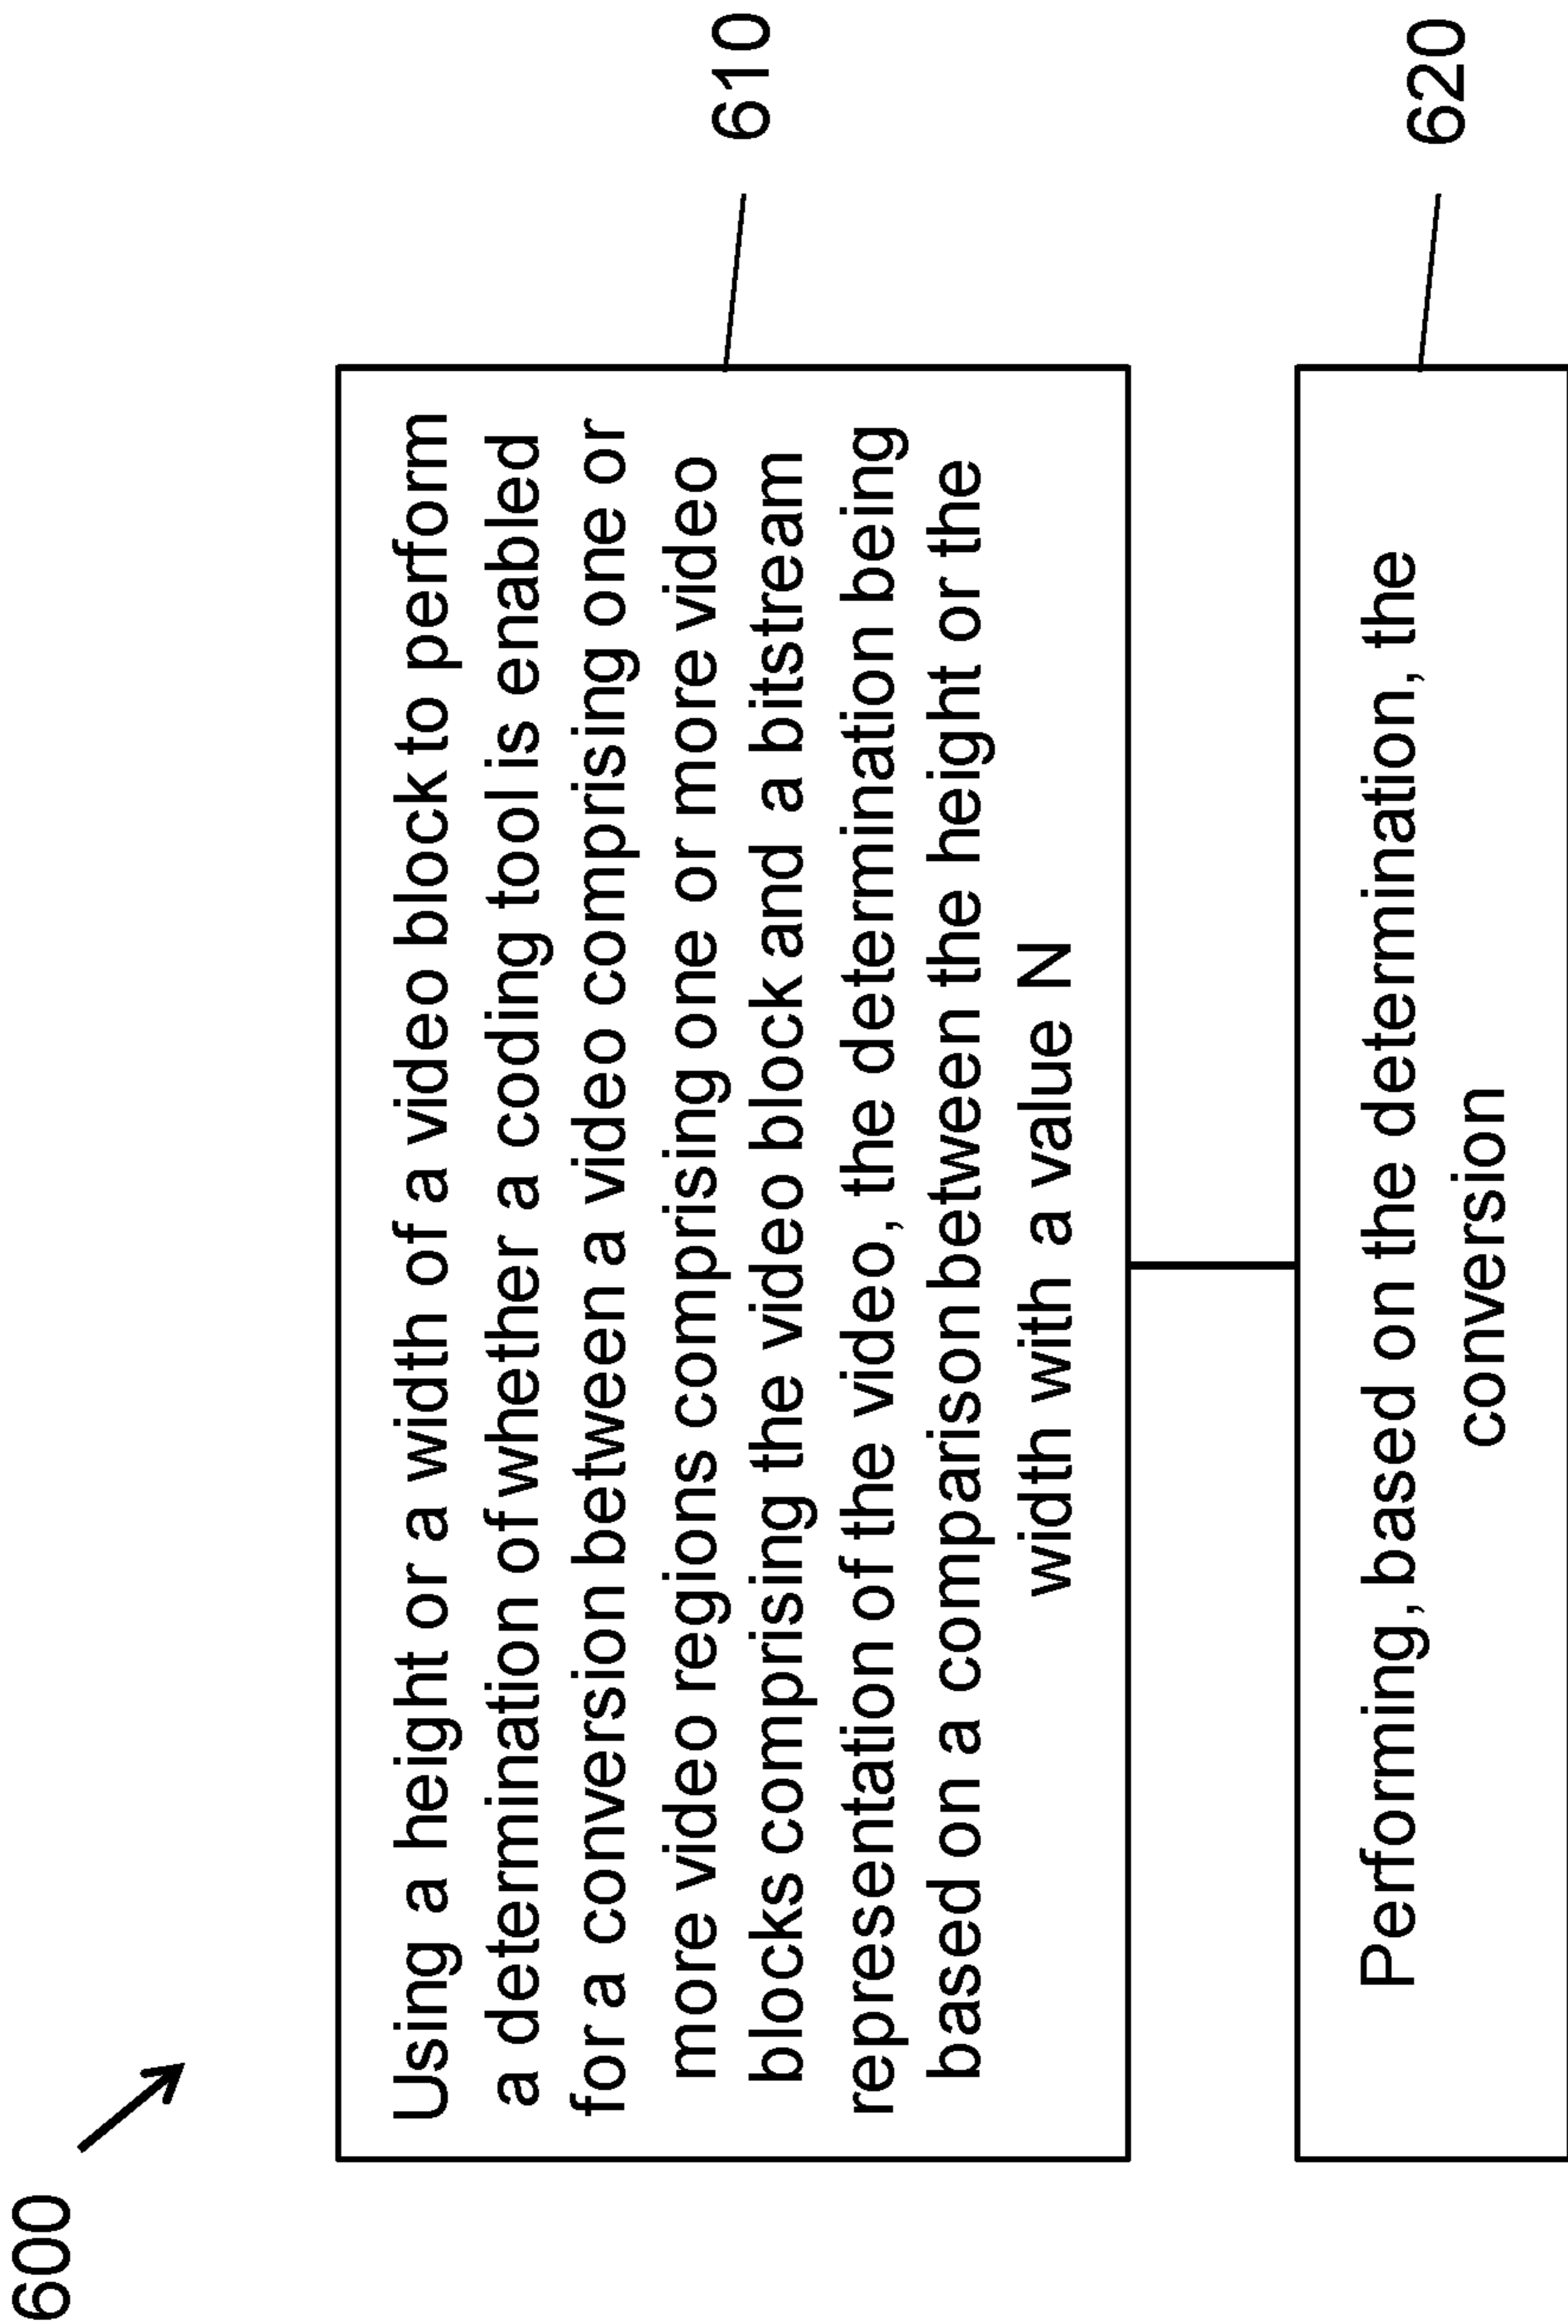 600
Using a height or a width of a video block to perform
a determination of whether a coding tool is enabled
for a conversion between a video comprising one or
more video regions comprising one or more video
blocks comprising the video block and a bitstream
representation of the video, the determination being
based on a comparison between the height or the
width with a value N
610
Performing, based on the determination, the
conversion
620